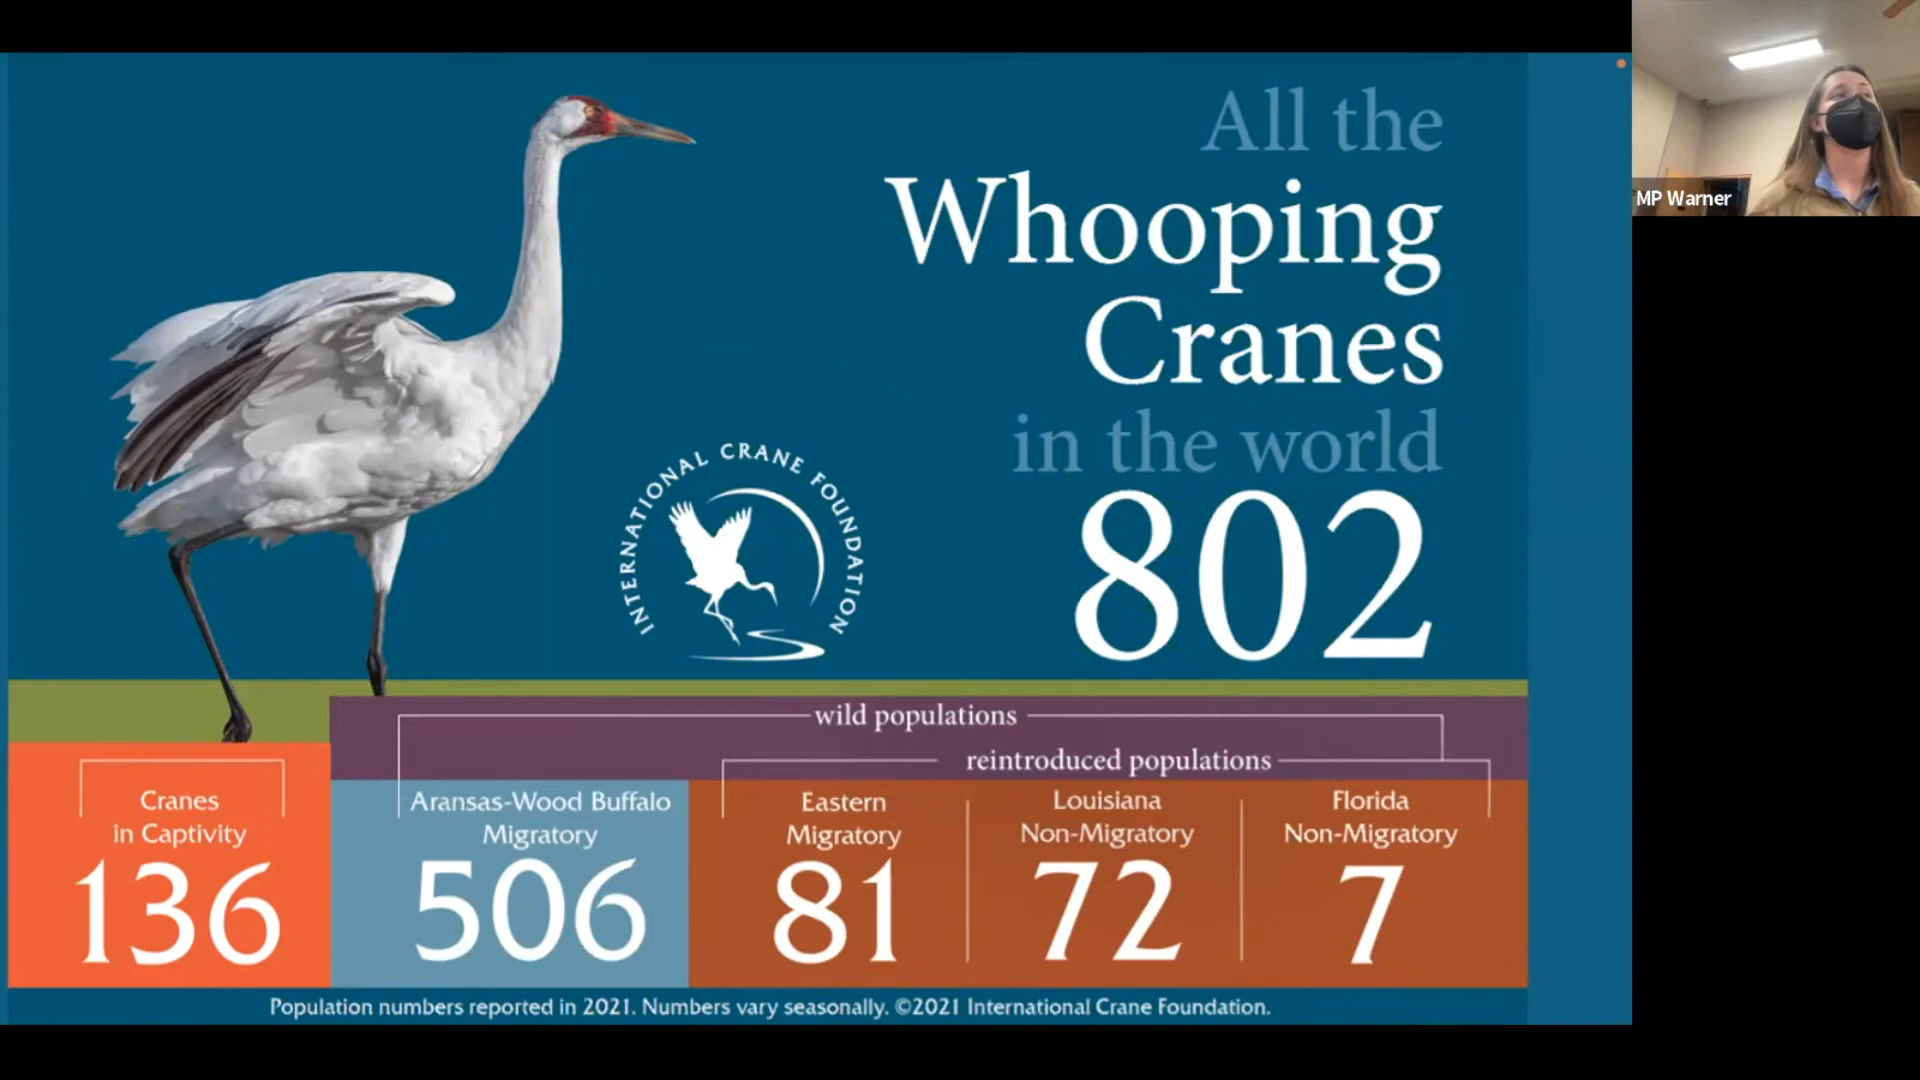 All the
Whooping
Cranes
in the world
802
INTERNATIONAL CRANE FOUNDATION
wild populations
reintroduced populations
Cranes
in Captivity
136
Aransas-Wood Buffalo
Migratory
506
Eastern
Migratory
81
Louisiana
Non-Migratory
72
Florida
Non-Migratory
7
Population numbers reported in 2021. Numbers vary seasonally. ©2021 International Crane Foundation.
MP Warner